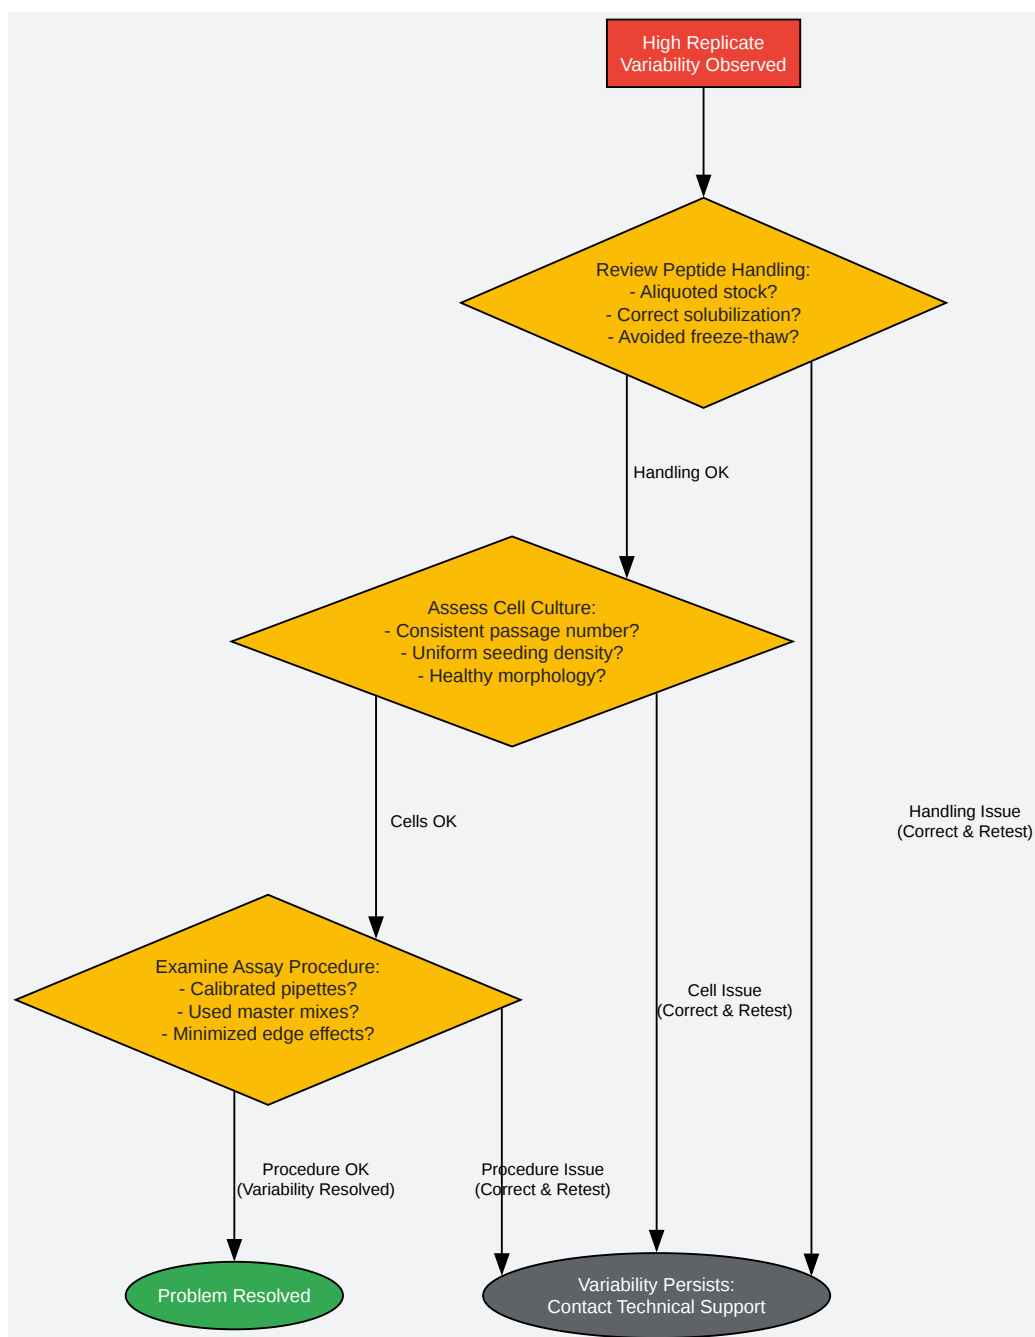 High Replicate
Variability Observed
Review Peptide Handling:
- Aliquoted stock?
- Correct solubilization?
- Avoided freeze-thaw?
Handling OK
Assess Cell Culture:
- Consistent passage number?
- Uniform seeding density?
- Healthy morphology?
Cells OK
Handling Issue
(Correct & Retest)
Examine Assay Procedure:
- Calibrated pipettes?
- Used master mixes?
- Minimized edge effects?
Cell Issue
(Correct & Retest)
Procedure OK
(Variability Resolved)
Procedure Issue
(Correct & Retest)
Problem Resolved
Variability Persists:
Contact Technical Support